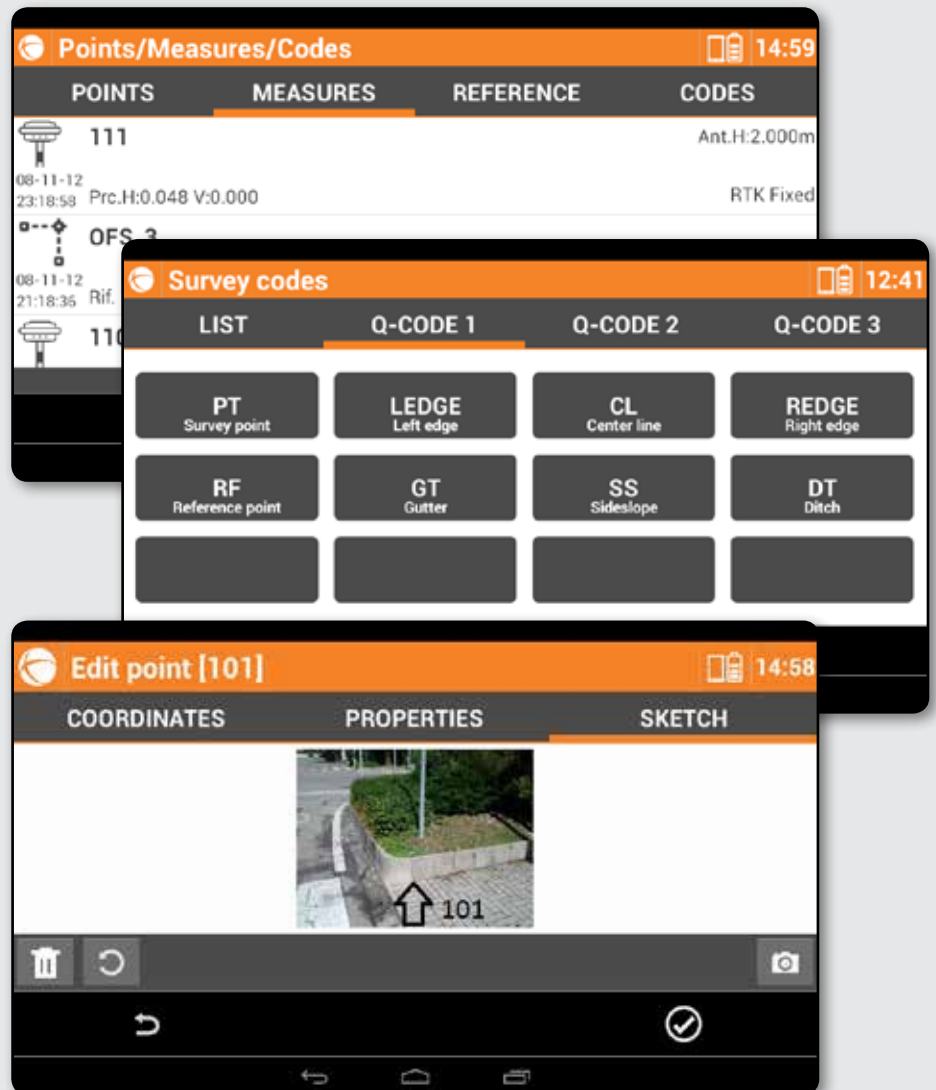 Points/Measures/Codes 14:59
POINTS MEASURES REFERENCE CODES
111 Ant.H:2.000m
08-11-12
23:18:58 Prc.H:0.048 V:0.000 RTK Fixed
OFS_3
08-11-12
21:18:36 Rif.
110
Survey codes 12:41
LIST Q-CODE 1 Q-CODE 2 Q-CODE 3
PT LEDGE CL REDGE
Survey point Left edge Center line Right edge
RF GT SS DT
Reference point Gutter Sideslope Ditch
Edit point [101] 14:58
COORDINATES PROPERTIES SKETCH
101